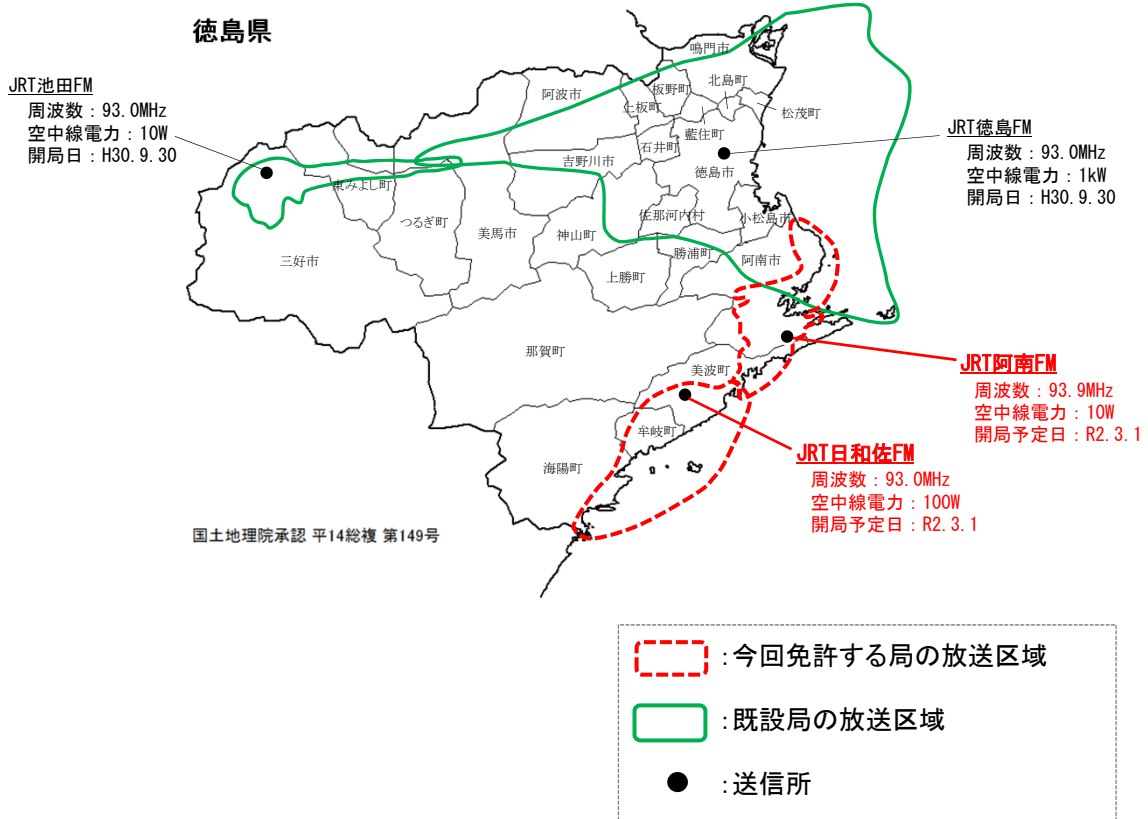 徳島県
JRT池田FM
周波数：93.0MHz
空中線電力：10W
開局日：H30.9.30
JRT徳島FM
周波数：93.0MHz
空中線電力：1kW
開局日：H30.9.30
鳴門市
北島町
板野町
松茂町
阿波市
上板町
藍住町
石井町
吉野川市
徳島市
東みよし町
つるぎ町
美馬市
神山町
佐那河内村
小松島市
三好市
上勝町
勝浦町
阿南市
那賀町
美波町
牟岐町
海陽町
JRT阿南FM
周波数：93.9MHz
空中線電力：10W
開局予定日：R2.3.1
JRT日和佐FM
周波数：93.0MHz
空中線電力：100W
開局予定日：R2.3.1
国土地理院承認 平14総複 第149号
：今回免許する局の放送区域
：既設局の放送区域
：送信所